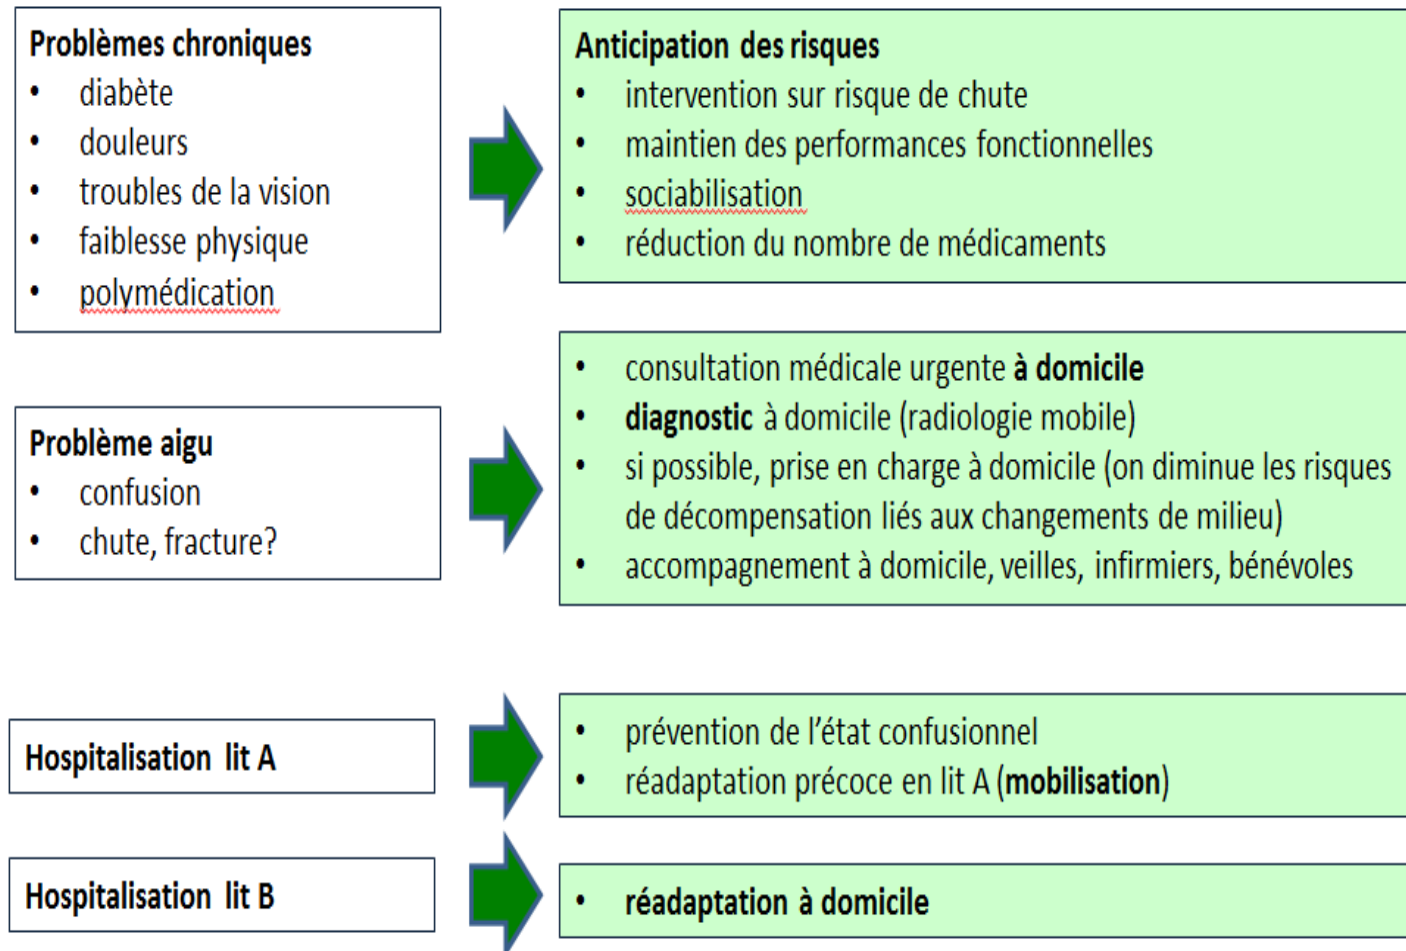 Problèmes chroniques
• diabète
• douleurs
• troubles de la vision
• faiblesse physique
• polymédication
Anticipation des risques
• intervention sur risque de chute
• maintien des performances fonctionnelles
• sociabilisation
• réduction du nombre de médicaments
Problème aigu
• confusion
• chute, fracture?
• consultation médicale urgente à domicile
• diagnostic à domicile (radiologie mobile)
• si possible, prise en charge à domicile (on diminue les risques
de décompensation liés aux changements de milieu)
• accompagnement à domicile, veilles, infirmiers, bénévoles
Hospitalisation lit A
• prévention de l’état confusionnel
• réadaptation précoce en lit A (mobilisation)
Hospitalisation lit B
• réadaptation à domicile